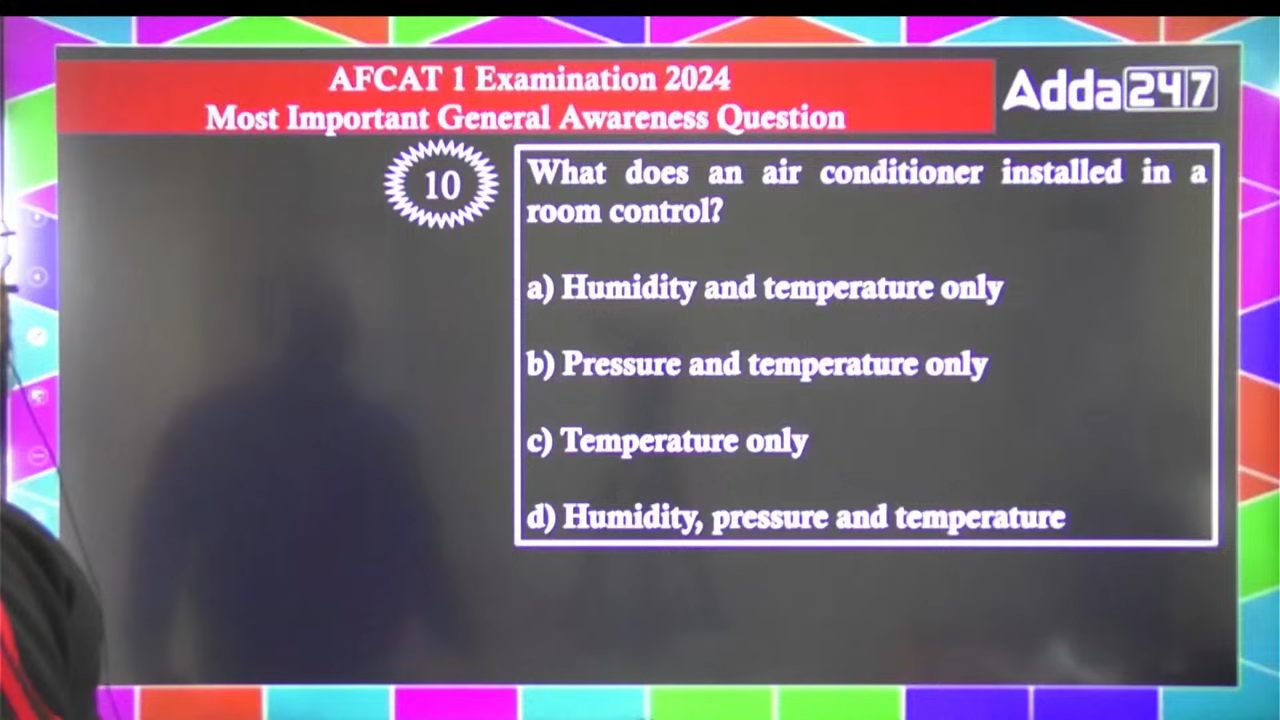 AFCAT 1 Examination 2024
Most Important General Awareness Question
Adda247
10
What does an air conditioner installed in a
room control?
a) Humidity and temperature only
b) Pressure and temperature only
c) Temperature only
d) Humidity, pressure and temperature